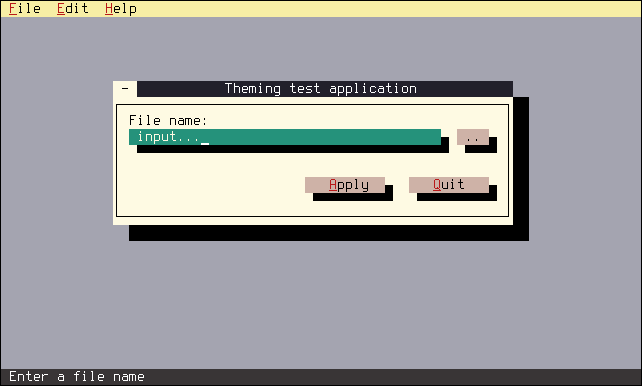 File Edit Help
- Theming test application
File name:
input..._
..
Apply Quit
Enter a file name